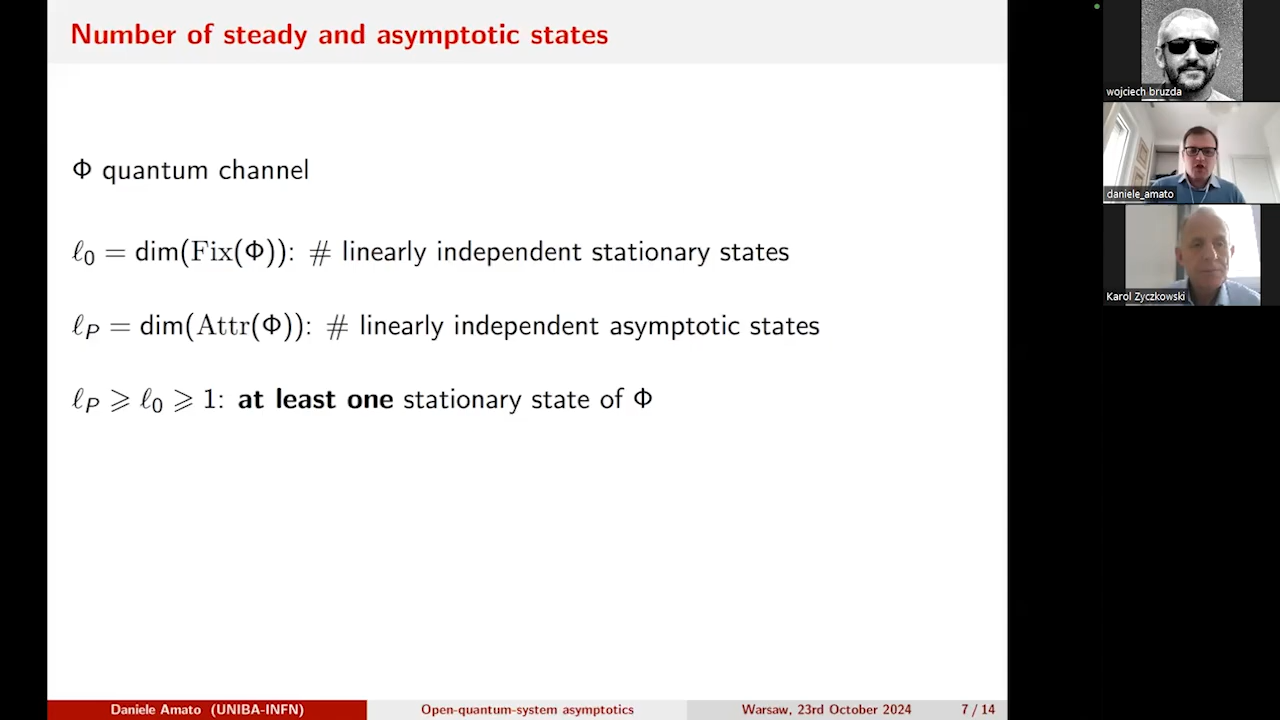 Number of steady and asymptotic states
Φ quantum channel
ℓ₀ = dim(Fix(Φ)): # linearly independent stationary states
ℓ_P = dim(Attr(Φ)): # linearly independent asymptotic states
ℓ_P ⩾ ℓ₀ ⩾ 1: at least one stationary state of Φ
Daniele Amato (UNIBA-INFN) Open-quantum-system asymptotics Warsaw, 23rd October 2024 7 / 14
wojciech bruzda
daniele_amato
Karol Zyczkowski